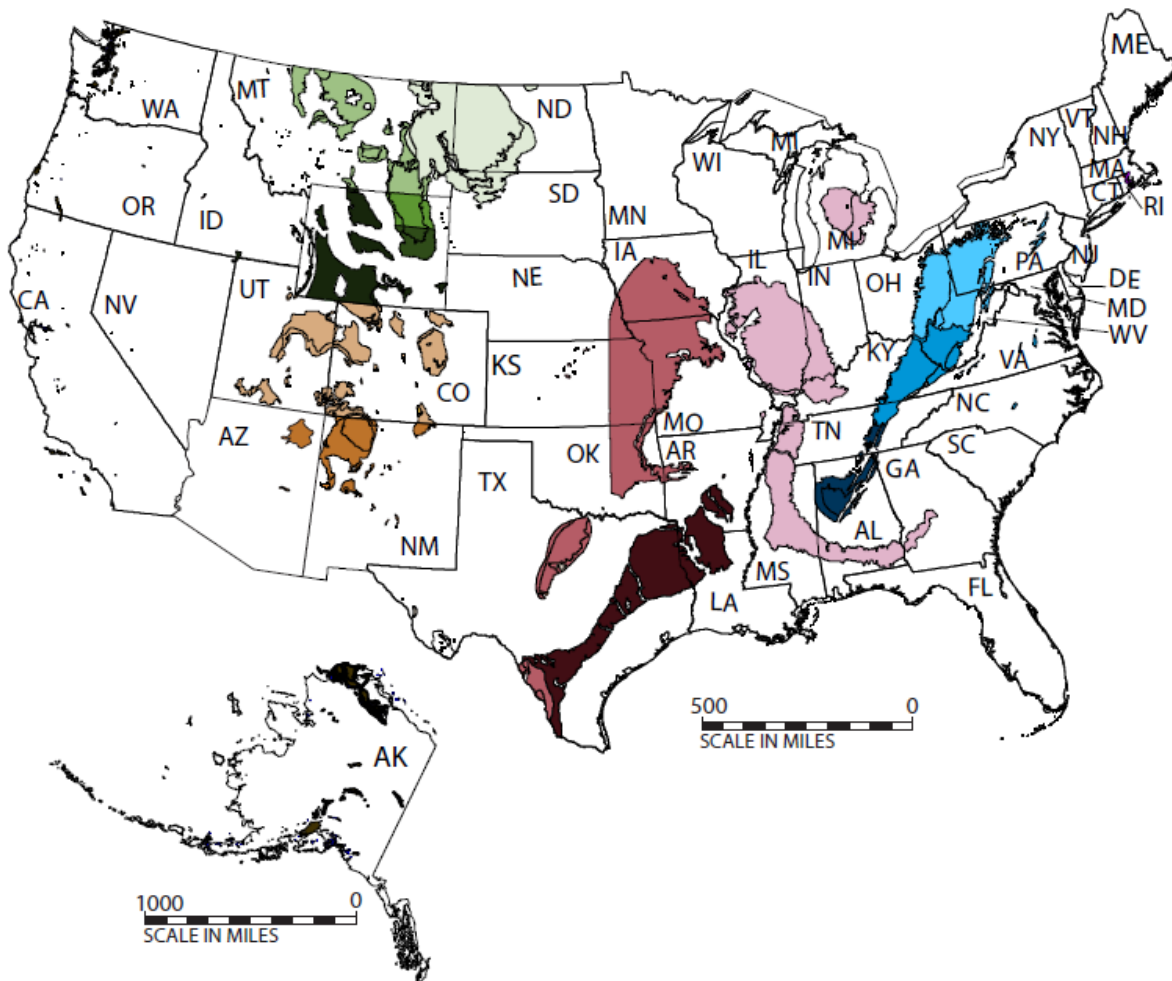 ME
WA
MT
ND
VT
NH
NY
WI
MI
MA
CT
RI
OR
ID
SD
MN
MI
IA
IL
IN
OH
PA
NJ
DE
MD
WV
CA
NV
UT
NE
CO
KS
KY
VA
MO
NC
AZ
OK
AR
TN
SC
GA
TX
NM
AL
MS
LA
FL
500
0
SCALE IN MILES
AK
1000
0
SCALE IN MILES